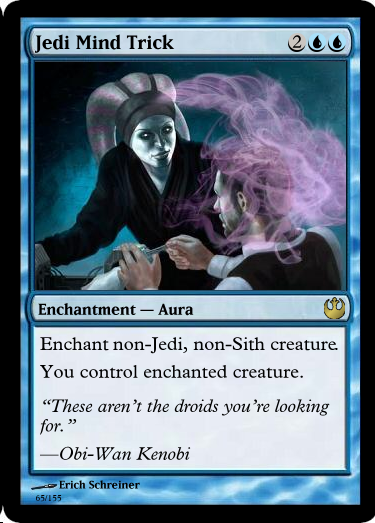 Jedi Mind Trick 2
Enchantment — Aura
Enchant non-Jedi, non-Sith creature.
You control enchanted creature.
“These aren't the droids you're looking
for.”
—Obi-Wan Kenobi
Erich Schreiner
65/155